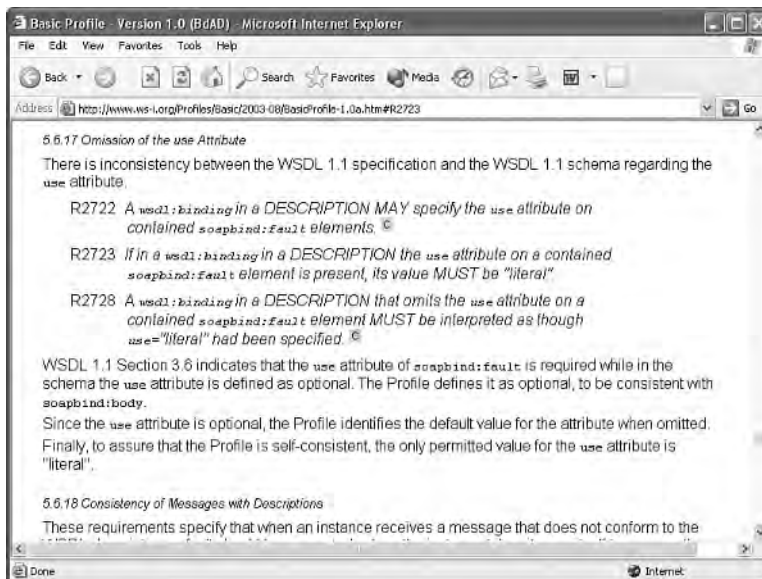 Basic Profile - Version 1.0 (BdAD) - Microsoft Internet Explorer
File Edit View Favorites Tools Help
Back Search Favorites Media
Address http://www.ws-i.org/Profiles/Basic/2003-08/BasicProfile-1.0a.htm#R2723 Go
5.6.17 Omission of the use Attribute
There is inconsistency between the WSDL 1.1 specification and the WSDL 1.1 schema regarding the
use attribute.
R2722 A wsdl:binding in a DESCRIPTION MAY specify the use attribute on
contained soapbind:fault elements. C
R2723 If in a wsdl:binding in a DESCRIPTION the use attribute on a contained
soapbind:fault element is present, its value MUST be "literal"
R2728 A wsdl:binding in a DESCRIPTION that omits the use attribute on a
contained soapbind:fault element MUST be interpreted as though
use="literal" had been specified. C
WSDL 1.1 Section 3.6 indicates that the use attribute of soapbind:fault is required while in the
schema the use attribute is defined as optional. The Profile defines it as optional, to be consistent with
soapbind:body.
Since the use attribute is optional, the Profile identifies the default value for the attribute when omitted.
Finally, to assure that the Profile is self-consistent, the only permitted value for the use attribute is
"literal".
5.6.18 Consistency of Messages with Descriptions
These requirements specify that when an instance receives a message that does not conform to the
Done Internet